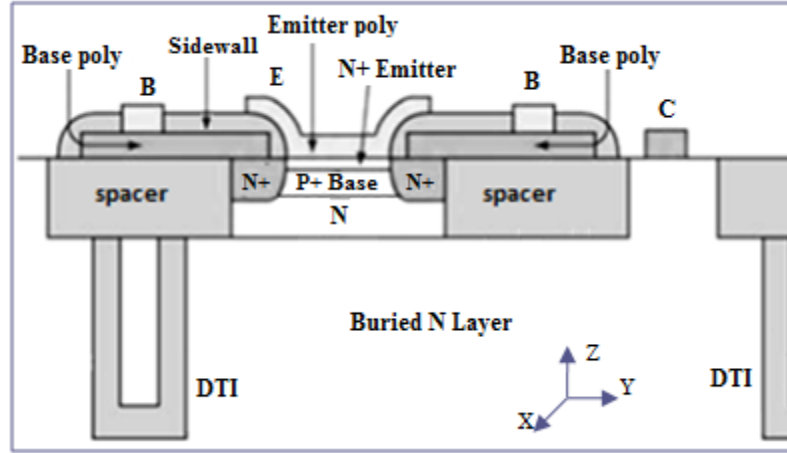 Emitter poly
Sidewall
Base poly
B
E
N+ Emitter
B
Base poly
C
spacer
N+
P+ Base
N+
spacer
N
Buried N Layer
Z
Y
X
DTI
DTI